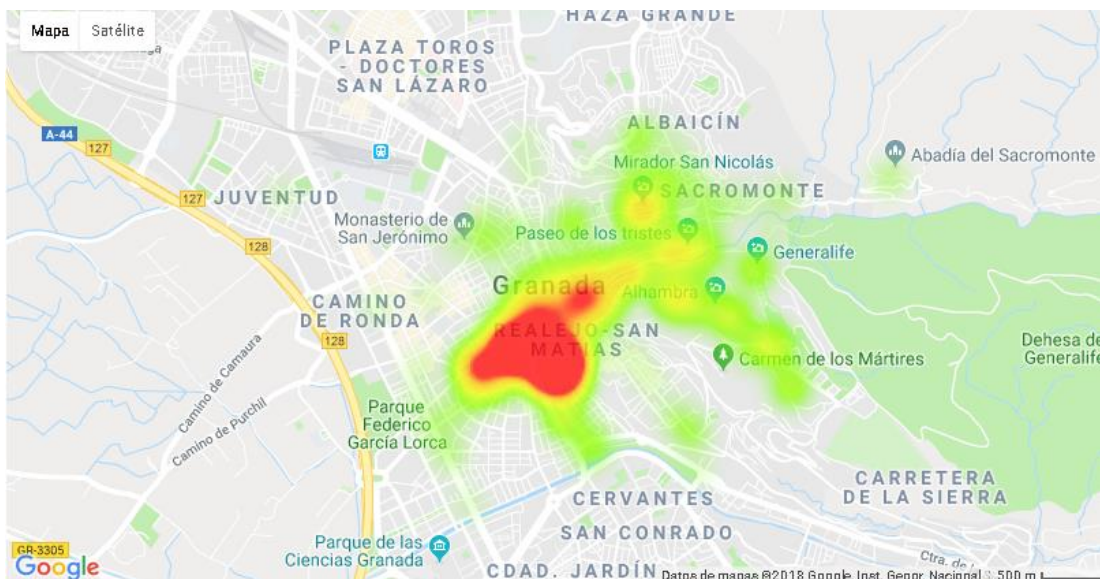 HAZA GRANDE
Mapa
Satélite
PLAZA TOROS
- DOCTORES
SAN LÁZARO
A-44
127
ALBAICÍN
Abadía del Sacromonte
Mirador San Nicolás
SACROMONTE
127
JUVENTUD
Monasterio de
San Jerónimo
Paseo de los tristes
128
Generalife
Granada
Alhambra
CAMINO
DE RONDA
REALEJO-SAN
MATÍAS
128
Dehesa de
Generalife
Carmen de los Mártires
Camino de Camaura
Camino de Purchil
Parque
Federico
García Lorca
CARRETERA
DE LA SIERRA
CERVANTES
SAN CONRADO
GR-3305
Parque de las
Ciencias Granada
Google
CDAD. JARDÍN
Ctra. de
Datos de mapas ©2018 Google, Inst. Geogr. Nacional
500 m